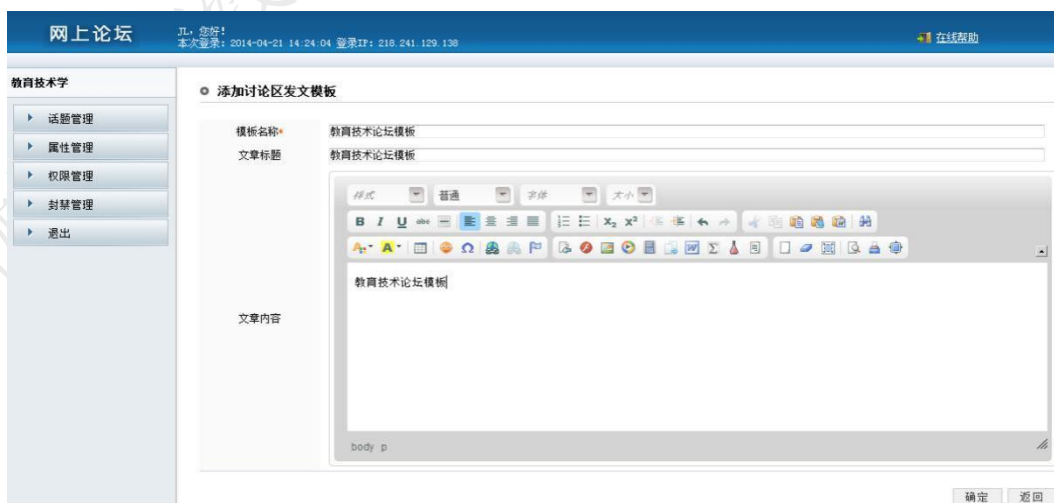 网上论坛
兀，您好!
本次登录: 2014-04-21 14:24:04 登录IP: 218.241.129.138
在线帮助
教育技术学
话题管理
属性管理
权限管理
封禁管理
退出
添加讨论区发文模板
模板名称*
教育技术论坛模板
文章标题
教育技术论坛模板
样式 普通 字体 大小
文章内容
教育技术论坛模板
body p
确定 返回